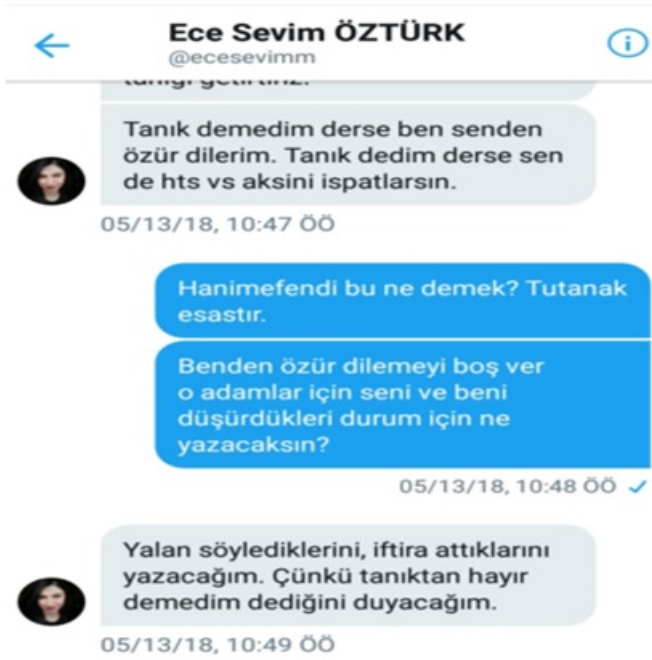 Ece Sevim ÖZTÜRK
@ecesevimm
Tanık demedim derse ben senden
özür dilerim. Tanık dedim derse sen
de hts vs aksini ispatlarsın.
05/13/18, 10:47 ÖÖ
Hanimefendi bu ne demek? Tutanak
esastır.
Benden özür dilemeyi boş ver
o adamlar için seni ve beni
düşürdükleri durum için ne
yazacaksın?
05/13/18, 10:48 ÖÖ
Yalan söylediklerini, iftira attıklarını
yazacağım. Çünkü tanıktan hayır
demedim dediğini duyacağım.
05/13/18, 10:49 ÖÖ